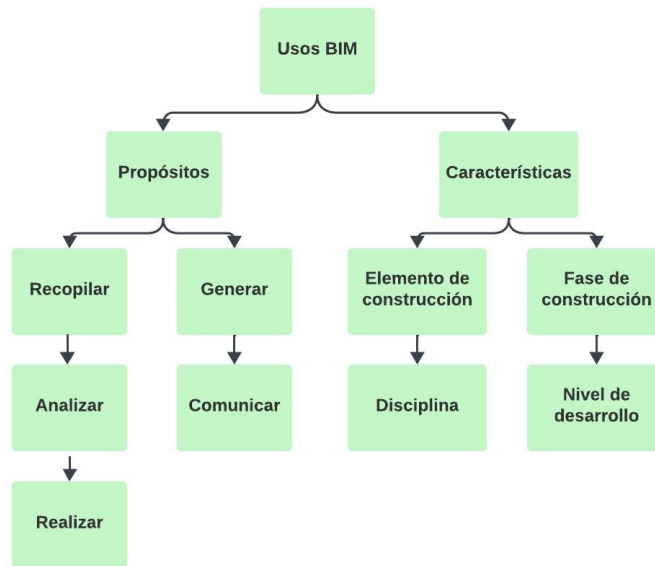 Usos BIM
Propósitos
Características
Recopilar
Generar
Elemento de
construcción
Fase de
construcción
Analizar
Comunicar
Disciplina
Nivel de
desarrollo
Realizar